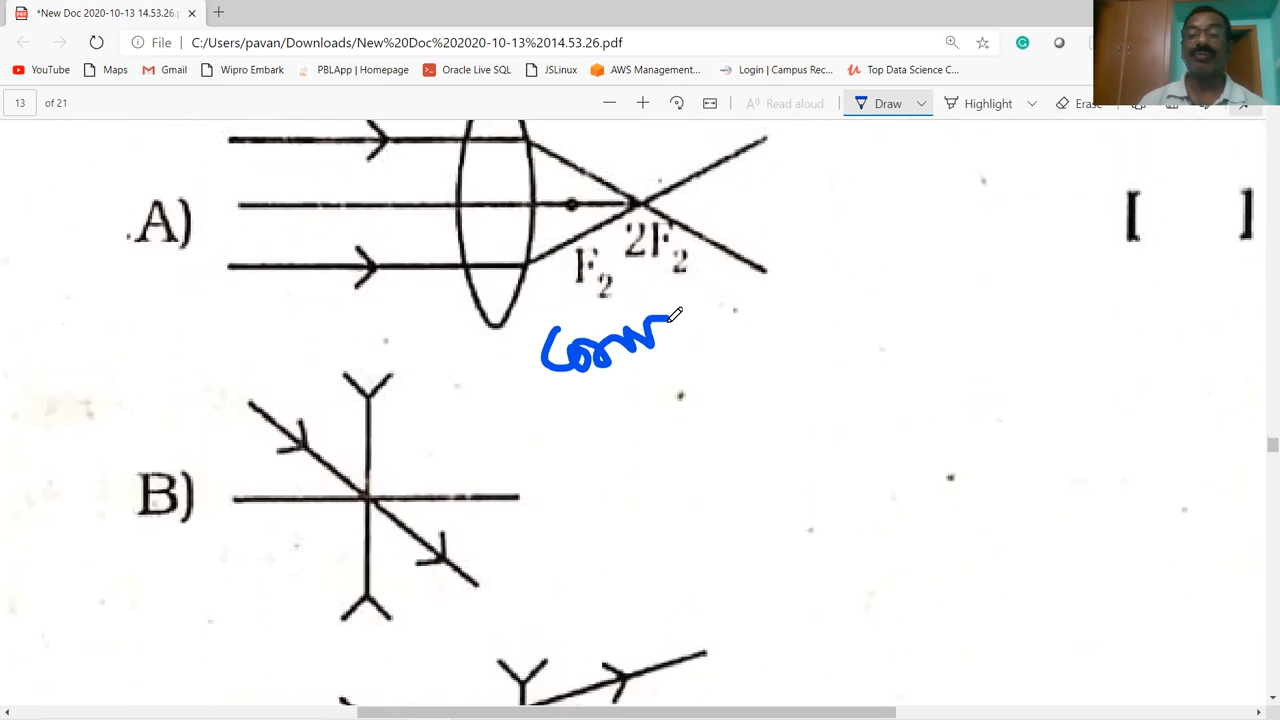 *New Doc 2020-10-13 14.53.26.p
File C:/Users/pavan/Downloads/New%20Doc%202020-10-13%2014.53.26.pdf
YouTube Maps Gmail Wipro Embark PBLApp | Homepage Oracle Live SQL JSLinux AWS Management... Login | Campus Rec... Top Data Science C...
13 of 21 Read aloud Draw Highlight Erase
.A) [ ]
2F₂
F₂
B)